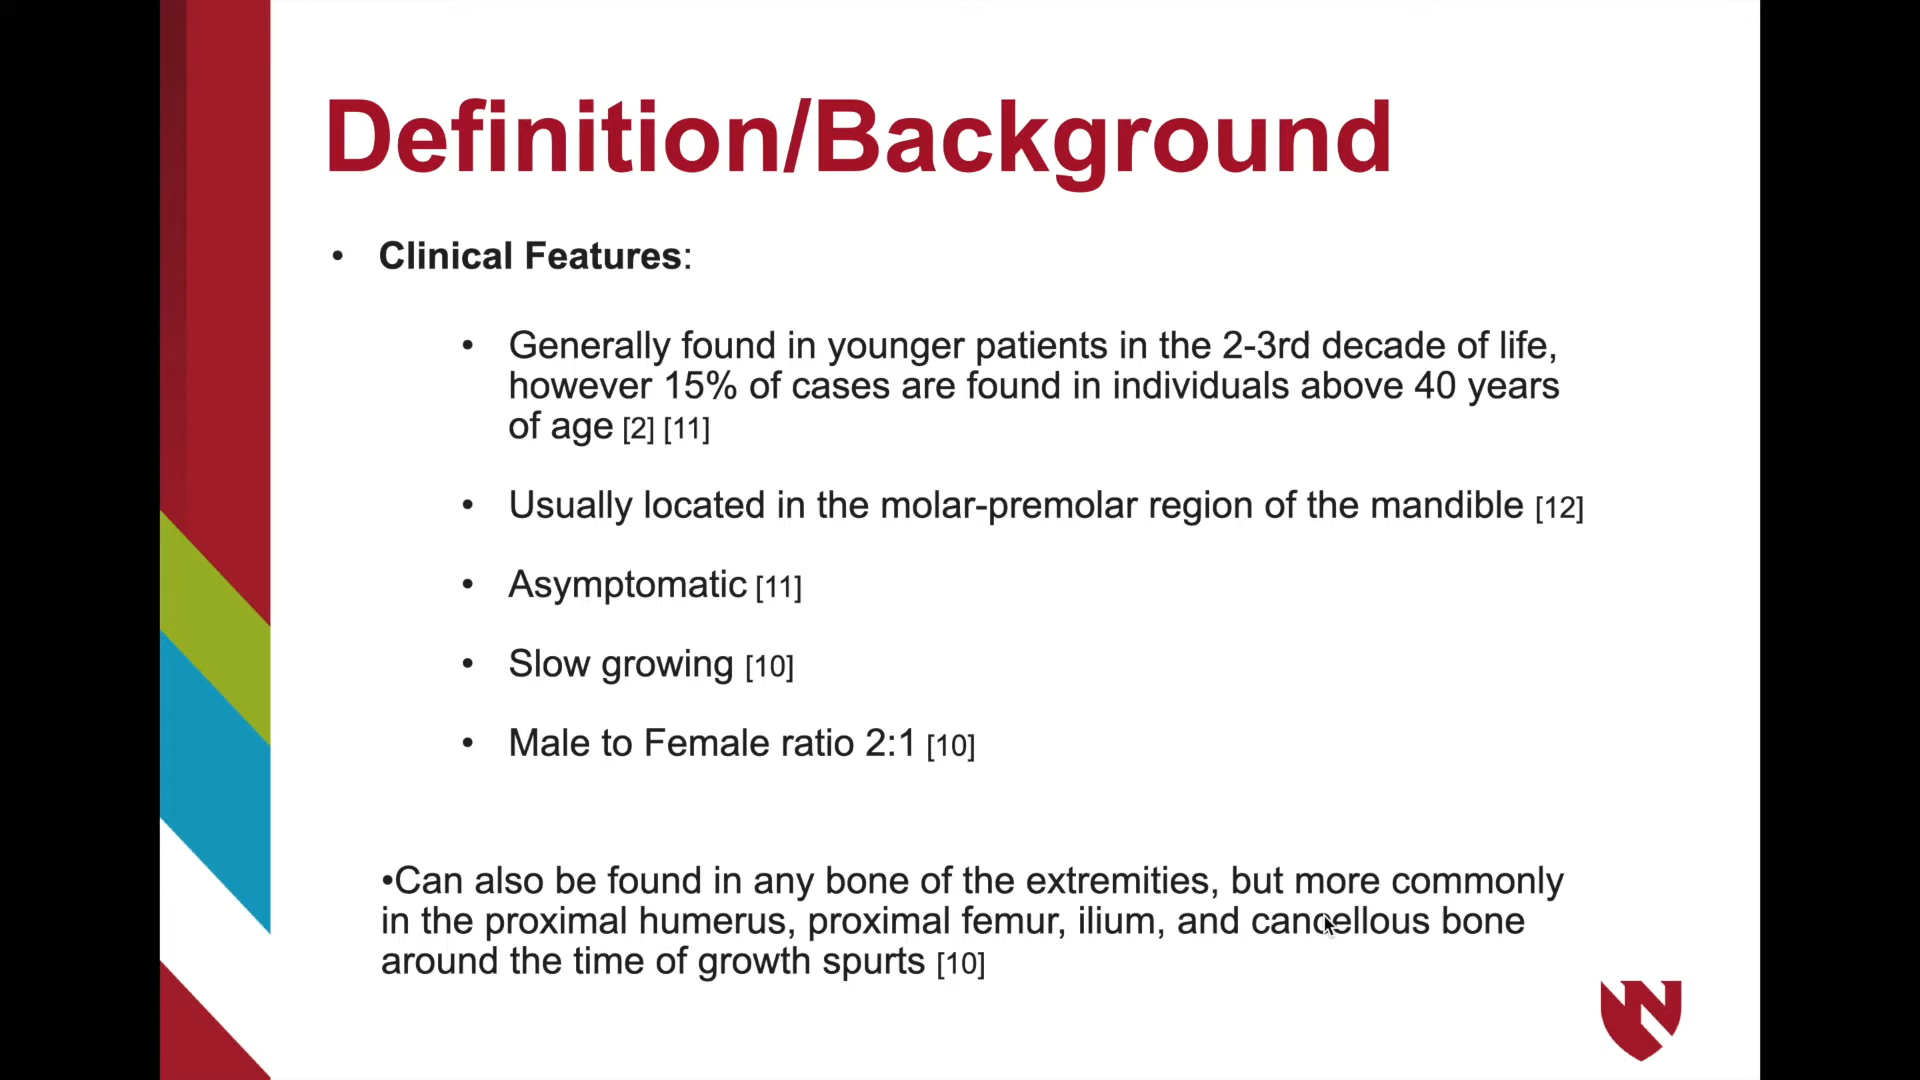 Definition/Background
• Clinical Features:
• Generally found in younger patients in the 2-3rd decade of life,
however 15% of cases are found in individuals above 40 years
of age [2] [11]
• Usually located in the molar-premolar region of the mandible [12]
• Asymptomatic [11]
• Slow growing [10]
• Male to Female ratio 2:1 [10]
•Can also be found in any bone of the extremities, but more commonly
in the proximal humerus, proximal femur, ilium, and cancellous bone
around the time of growth spurts [10]
N